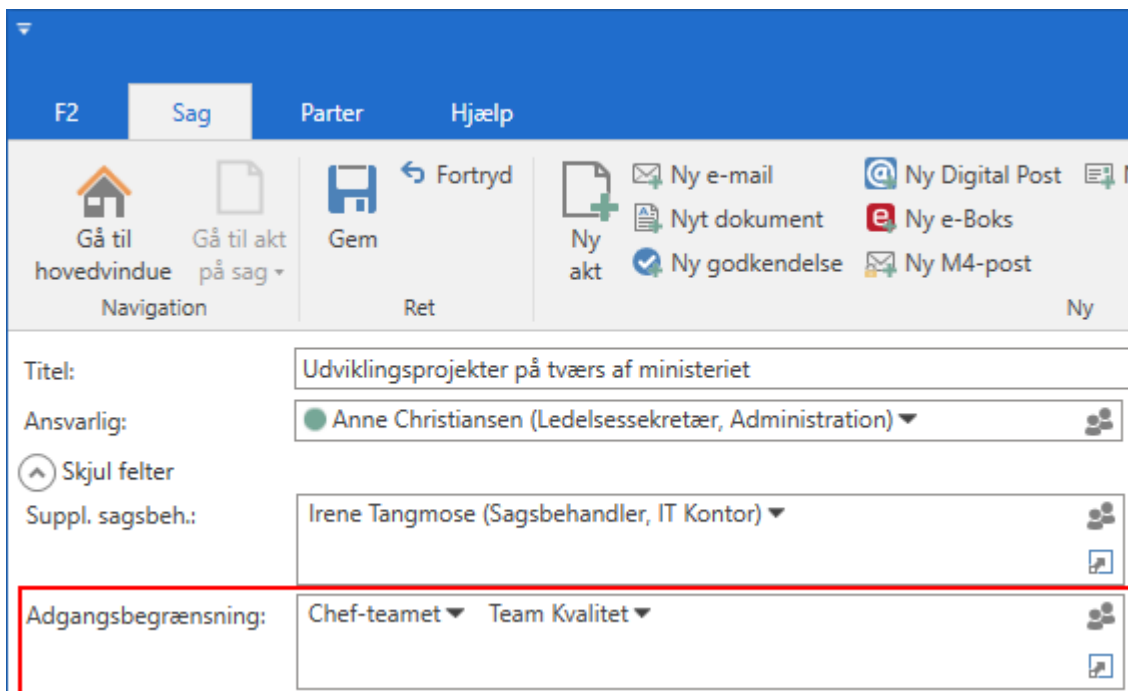 F2 Sag Parter Hjælp
Gå til hovedvindue
Gå til akt på sag
Navigation
Gem
Fortryd
Ret
Ny akt
Ny e-mail
Nyt dokument
Ny godkendelse
Ny Digital Post
Ny e-Boks
Ny M4-post
Ny
Titel: Udviklingsprojekter på tværs af ministeriet
Ansvarlig: Anne Christiansen (Ledelsessekretær, Administration)
Skjul felter
Suppl. sagsbeh.: Irene Tangmose (Sagsbehandler, IT Kontor)
Adgangsbegrænsning: Chef-teamet Team Kvalitet